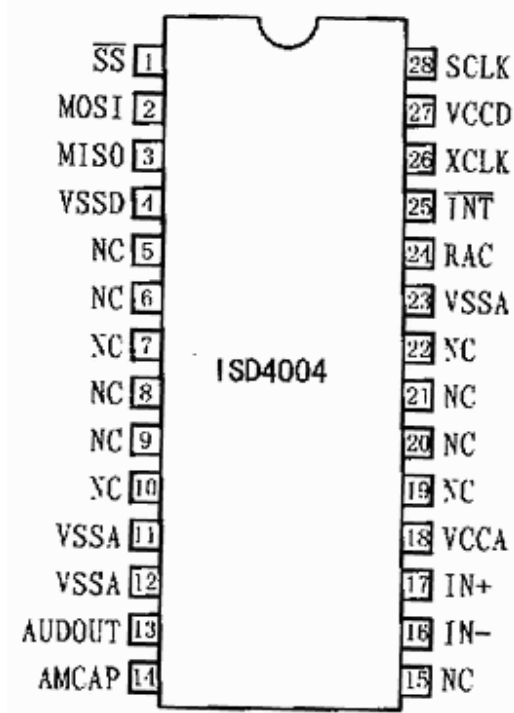 SS 1
MOSI 2
MISO 3
VSSD 4
NC 5
NC 6
NC 7
NC 8
NC 9
NC 10
VSSA 11
VSSA 12
AUDOUT 13
AMCAP 14
ISD4004
28 SCLK
27 VCCD
26 XCLK
25 INT
24 RAC
23 VSSA
22 NC
21 NC
20 NC
19 NC
18 VCCA
17 IN+
16 IN-
15 NC